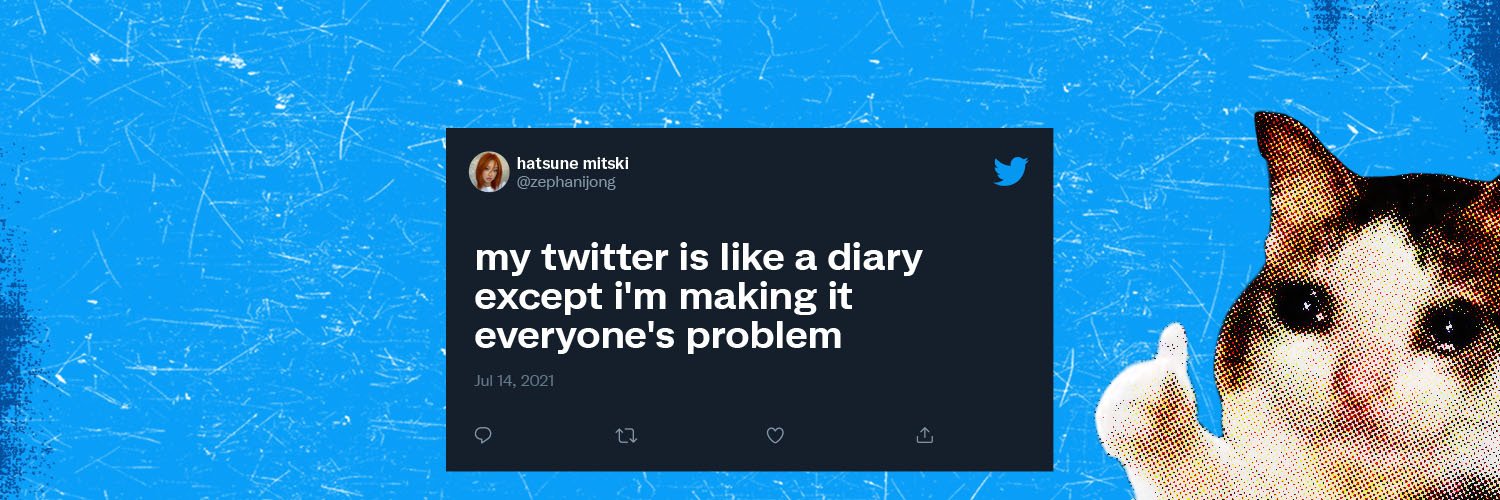 hatsune mitski
@zephanijong
my twitter is like a diary
except i'm making it
everyone's problem
Jul 14, 2021